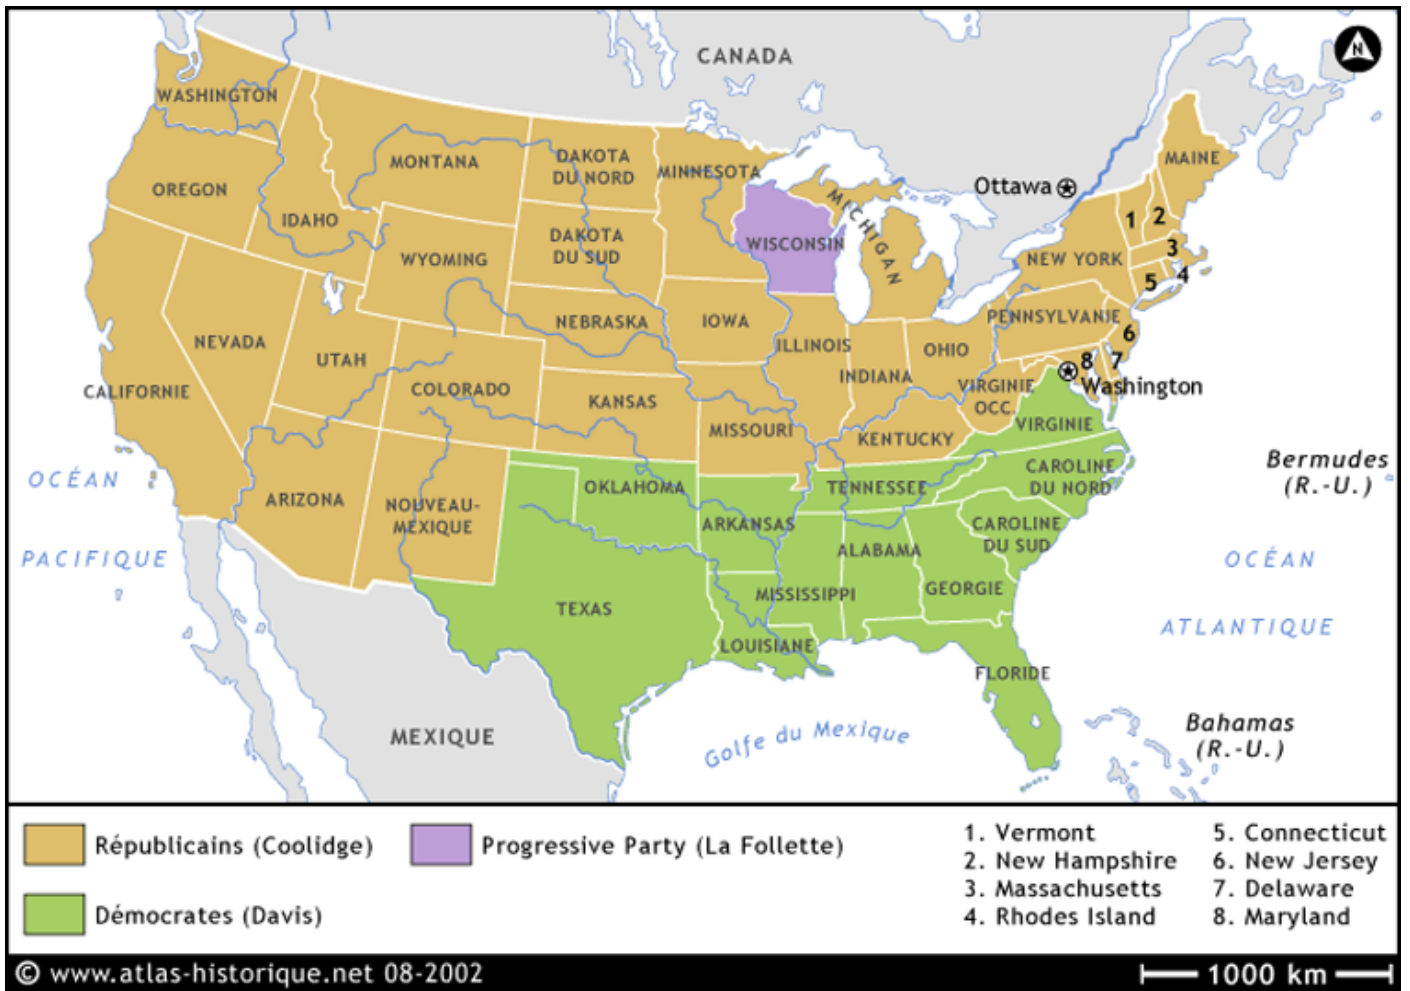 CANADA
N
WASHINGTON
MONTANA
DAKOTA
DU NORD
MINNESOTA
MAINE
OREGON
IDAHO
Ottawa
MICHIGAN
1
2
WYOMING
DAKOTA
DU SUD
WISCONSIN
NEW YORK
3
4
5
NEBRASKA
IOWA
PENNSYLVANIE
6
NEVADA
UTAH
ILLINOIS
OHIO
8
7
CALIFORNIE
COLORADO
KANSAS
INDIANA
VIRGINIE
OCC.
Washington
MISSOURI
KENTUCKY
VIRGINIE
OCÉAN
PACIFIQUE
ARIZONA
NOUVEAU-
MEXIQUE
OKLAHOMA
TENNESSEE
CAROLINE
DU NORD
Bermudes
(R.-U.)
ARKANSAS
CAROLINE
DU SUD
ALABAMA
OCÉAN
ATLANTIQUE
TEXAS
MISSISSIPPI
GEORGIE
LOUISIANE
FLORIDE
MEXIQUE
Golfe du Mexique
Bahamas
(R.-U.)
Républicains (Coolidge)
Progressive Party (La Follette)
Démocrates (Davis)
1. Vermont
2. New Hampshire
3. Massachusetts
4. Rhodes Island
5. Connecticut
6. New Jersey
7. Delaware
8. Maryland
© www.atlas-historique.net 08-2002
1000 km